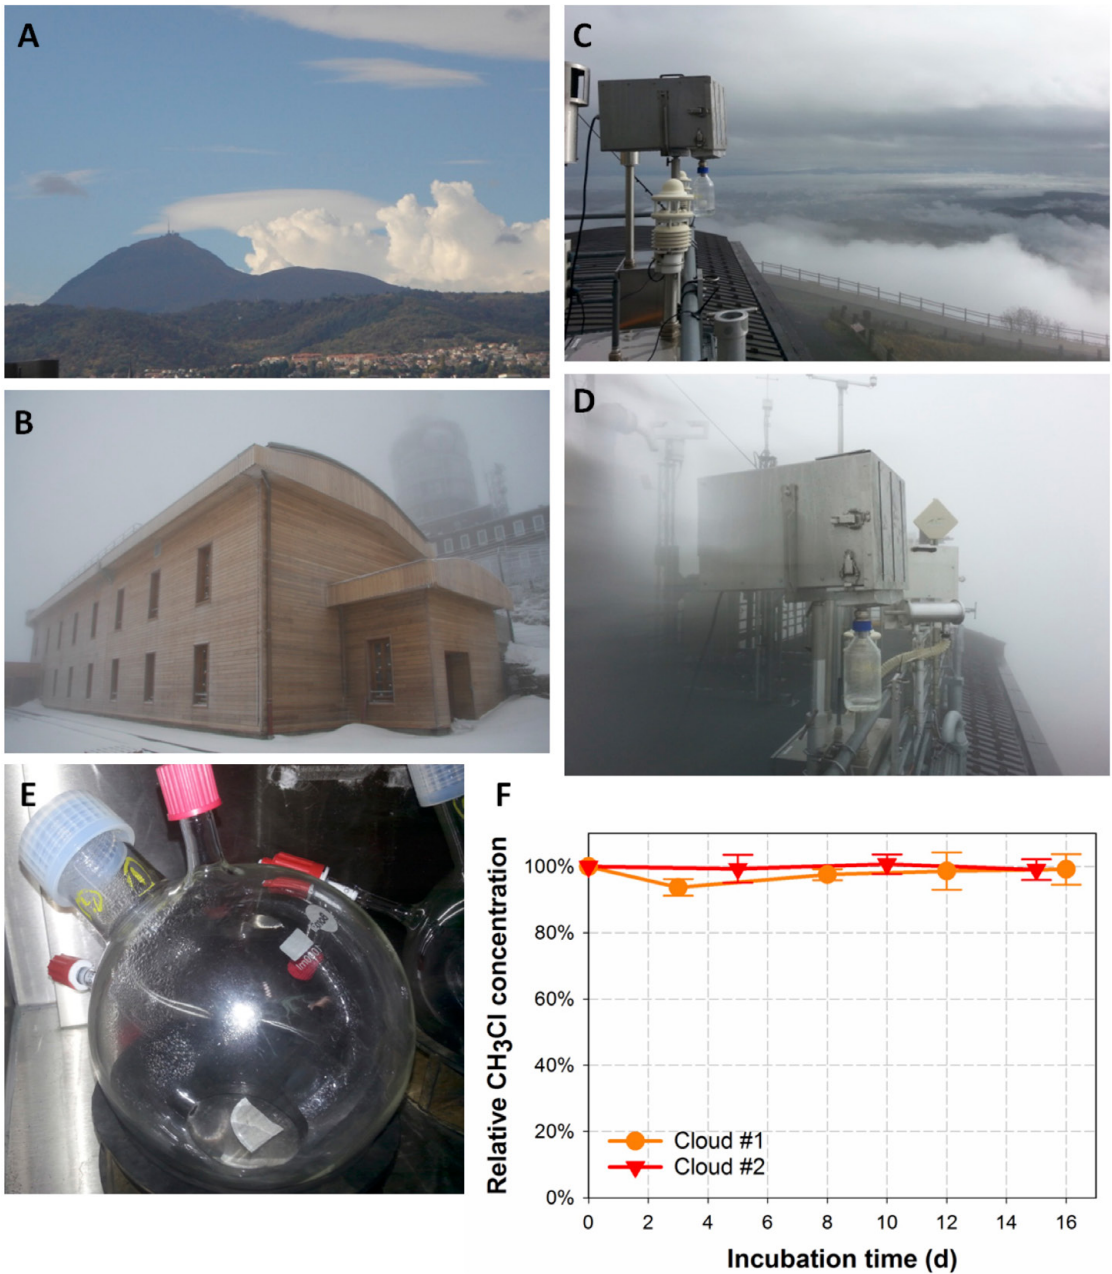 A
C
B
D
E
F
Relative CH3Cl concentration
100%
80%
60%
40%
20%
0%
Cloud #1
Cloud #2
0 2 4 6 8 10 12 14 16
Incubation time (d)